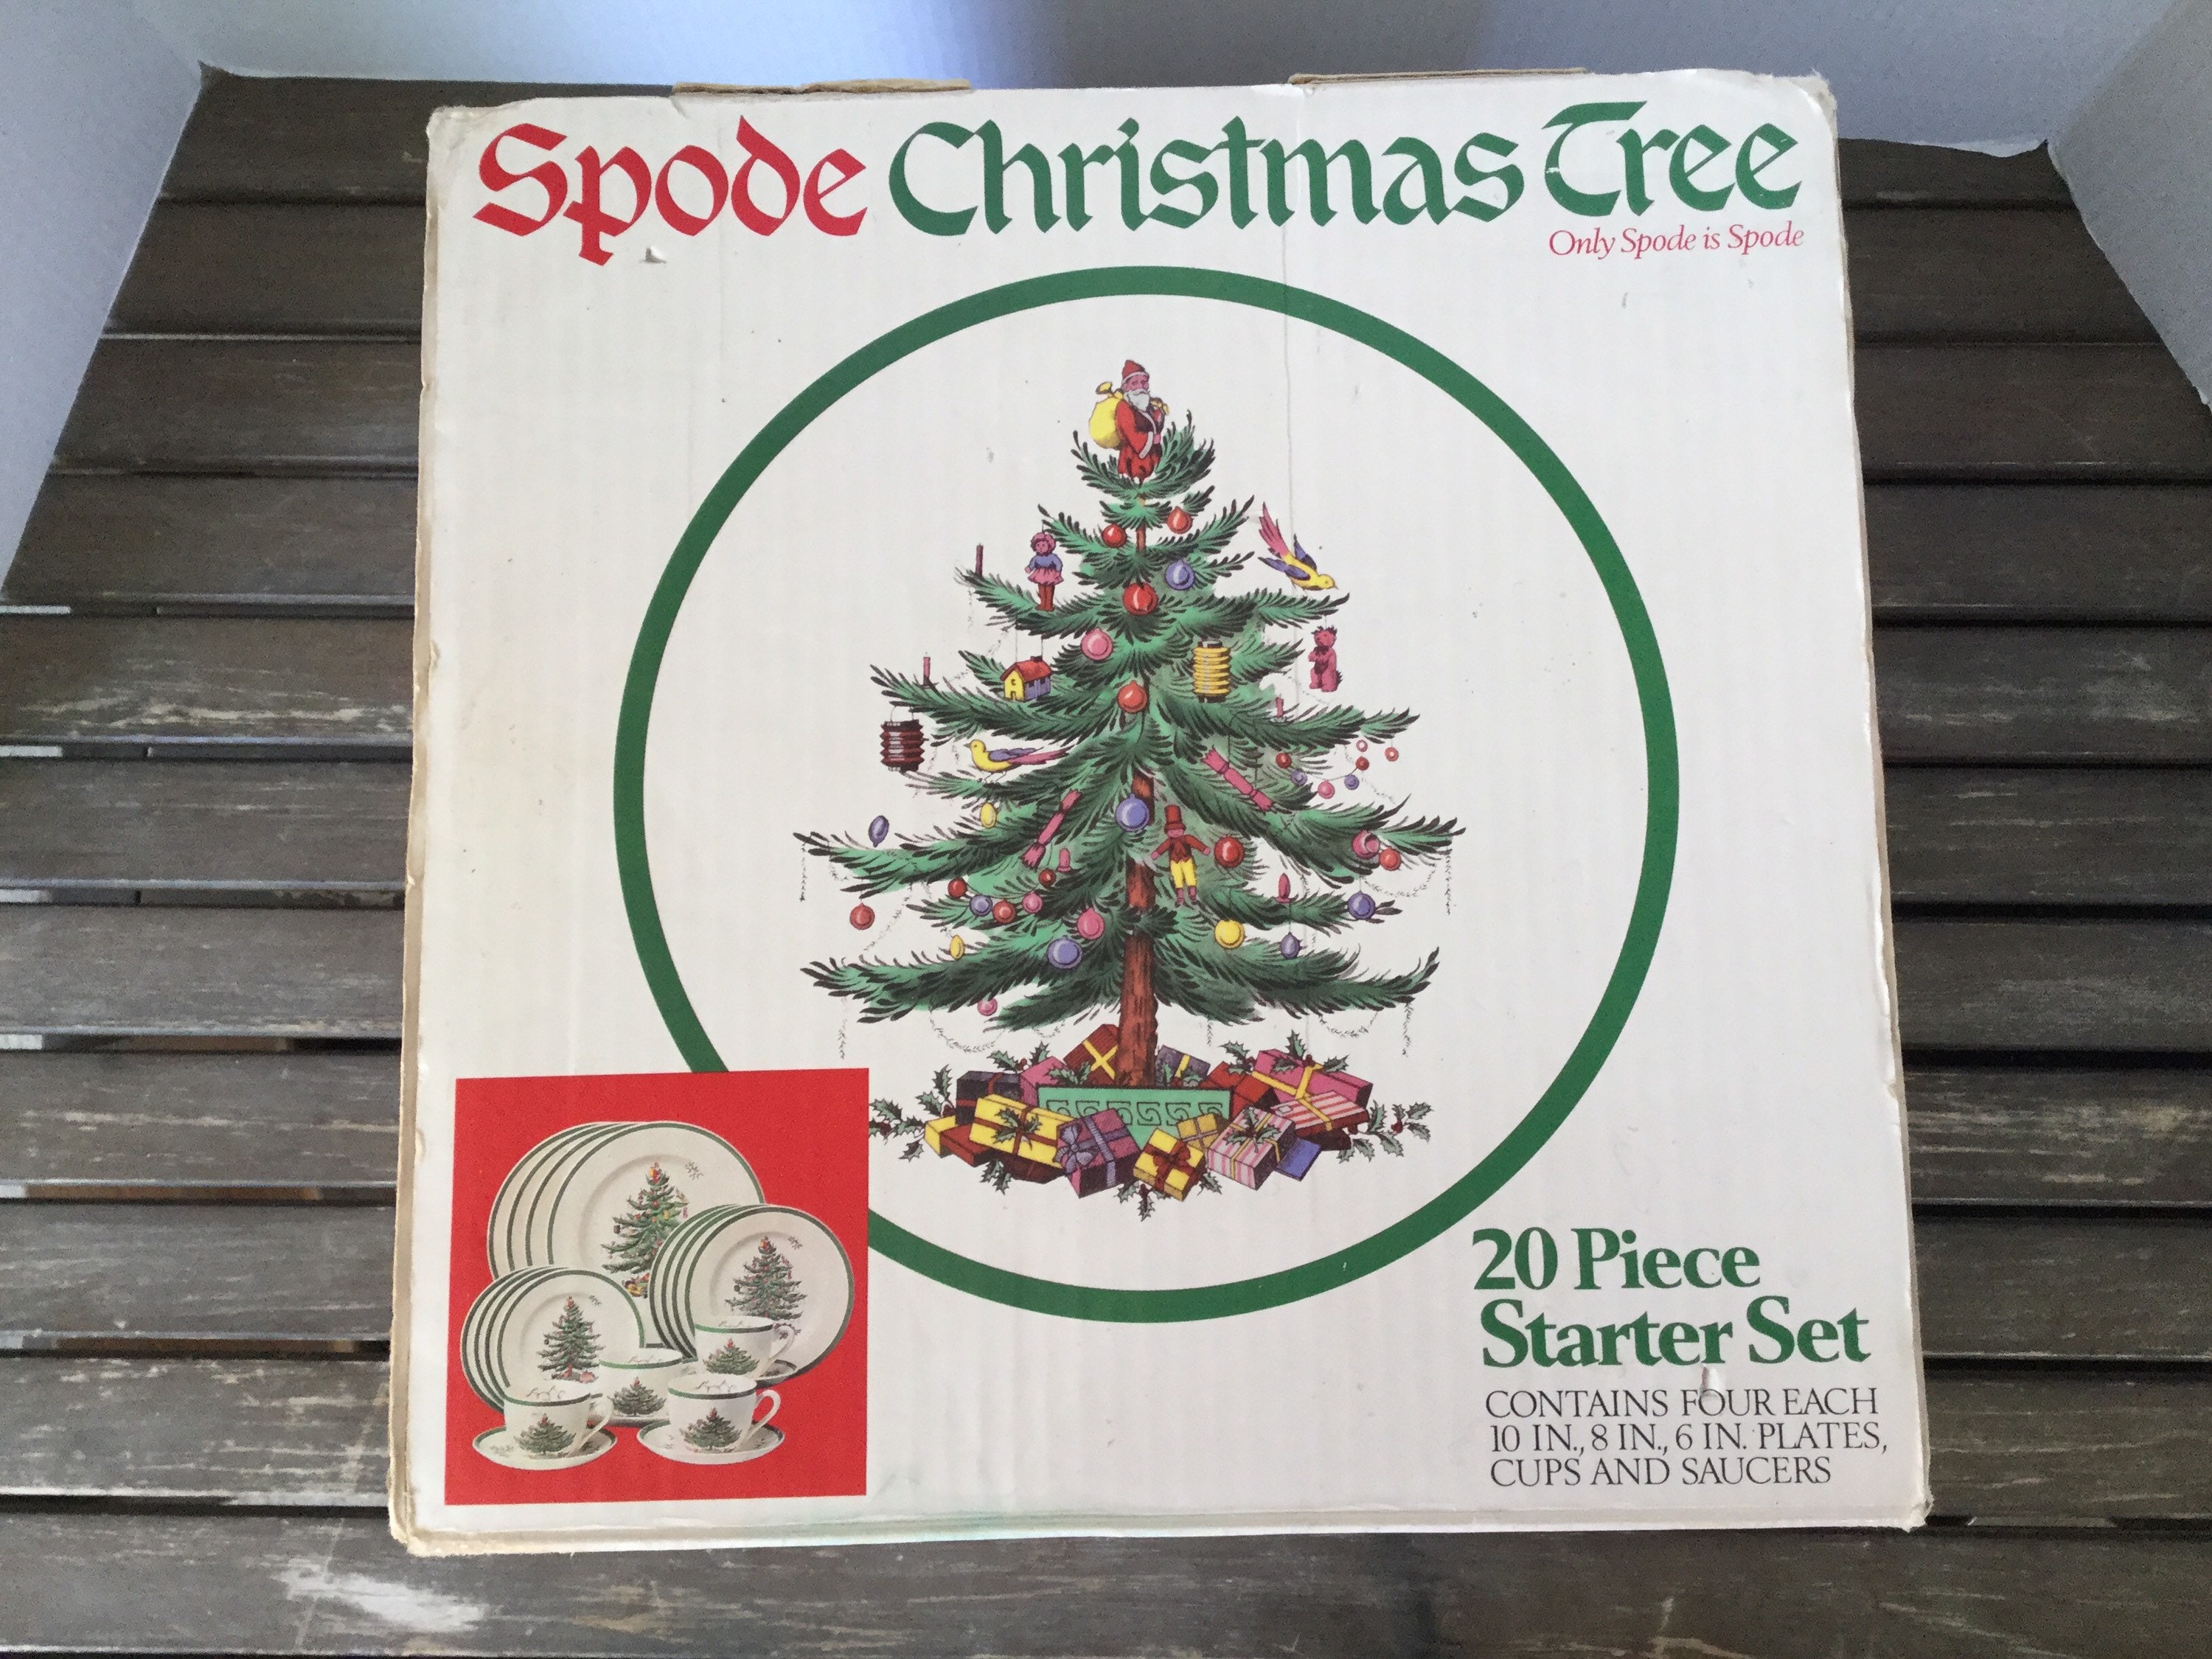 Spode Christmas Tree
Only Spode is Spode
20 Piece
Starter Set
CONTAINS FOUR EACH
10 IN., 8 IN., 6 IN. PLATES,
CUPS AND SAUCERS